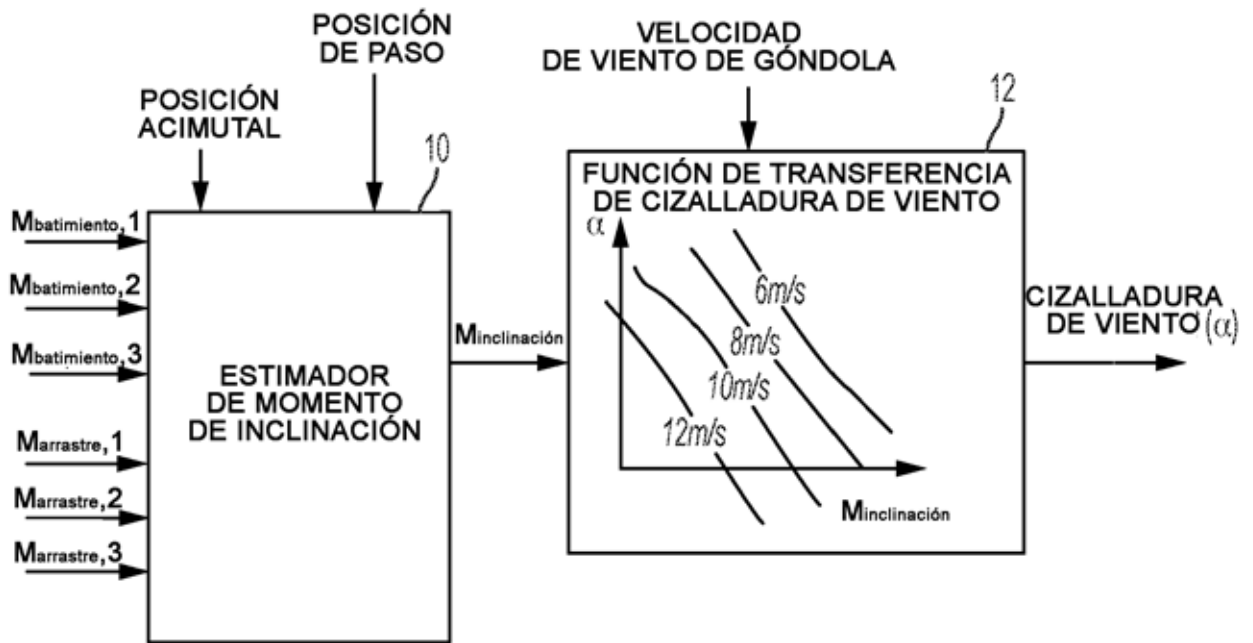 POSICIÓN
DE PASO
POSICIÓN
ACIMUTAL
10
Mbatimiento,1
Mbatimiento,2
Mbatimiento,3
Marrastre,1
Marrastre,2
Marrastre,3
ESTIMADOR
DE MOMENTO
DE INCLINACIÓN
Minclinación
VELOCIDAD
DE VIENTO DE GÓNDOLA
12
FUNCIÓN DE TRANSFERENCIA
DE CIZALLADURA DE VIENTO
α
6m/s
8m/s
10m/s
12m/s
Minclinación
CIZALLADURA
DE VIENTO(α)